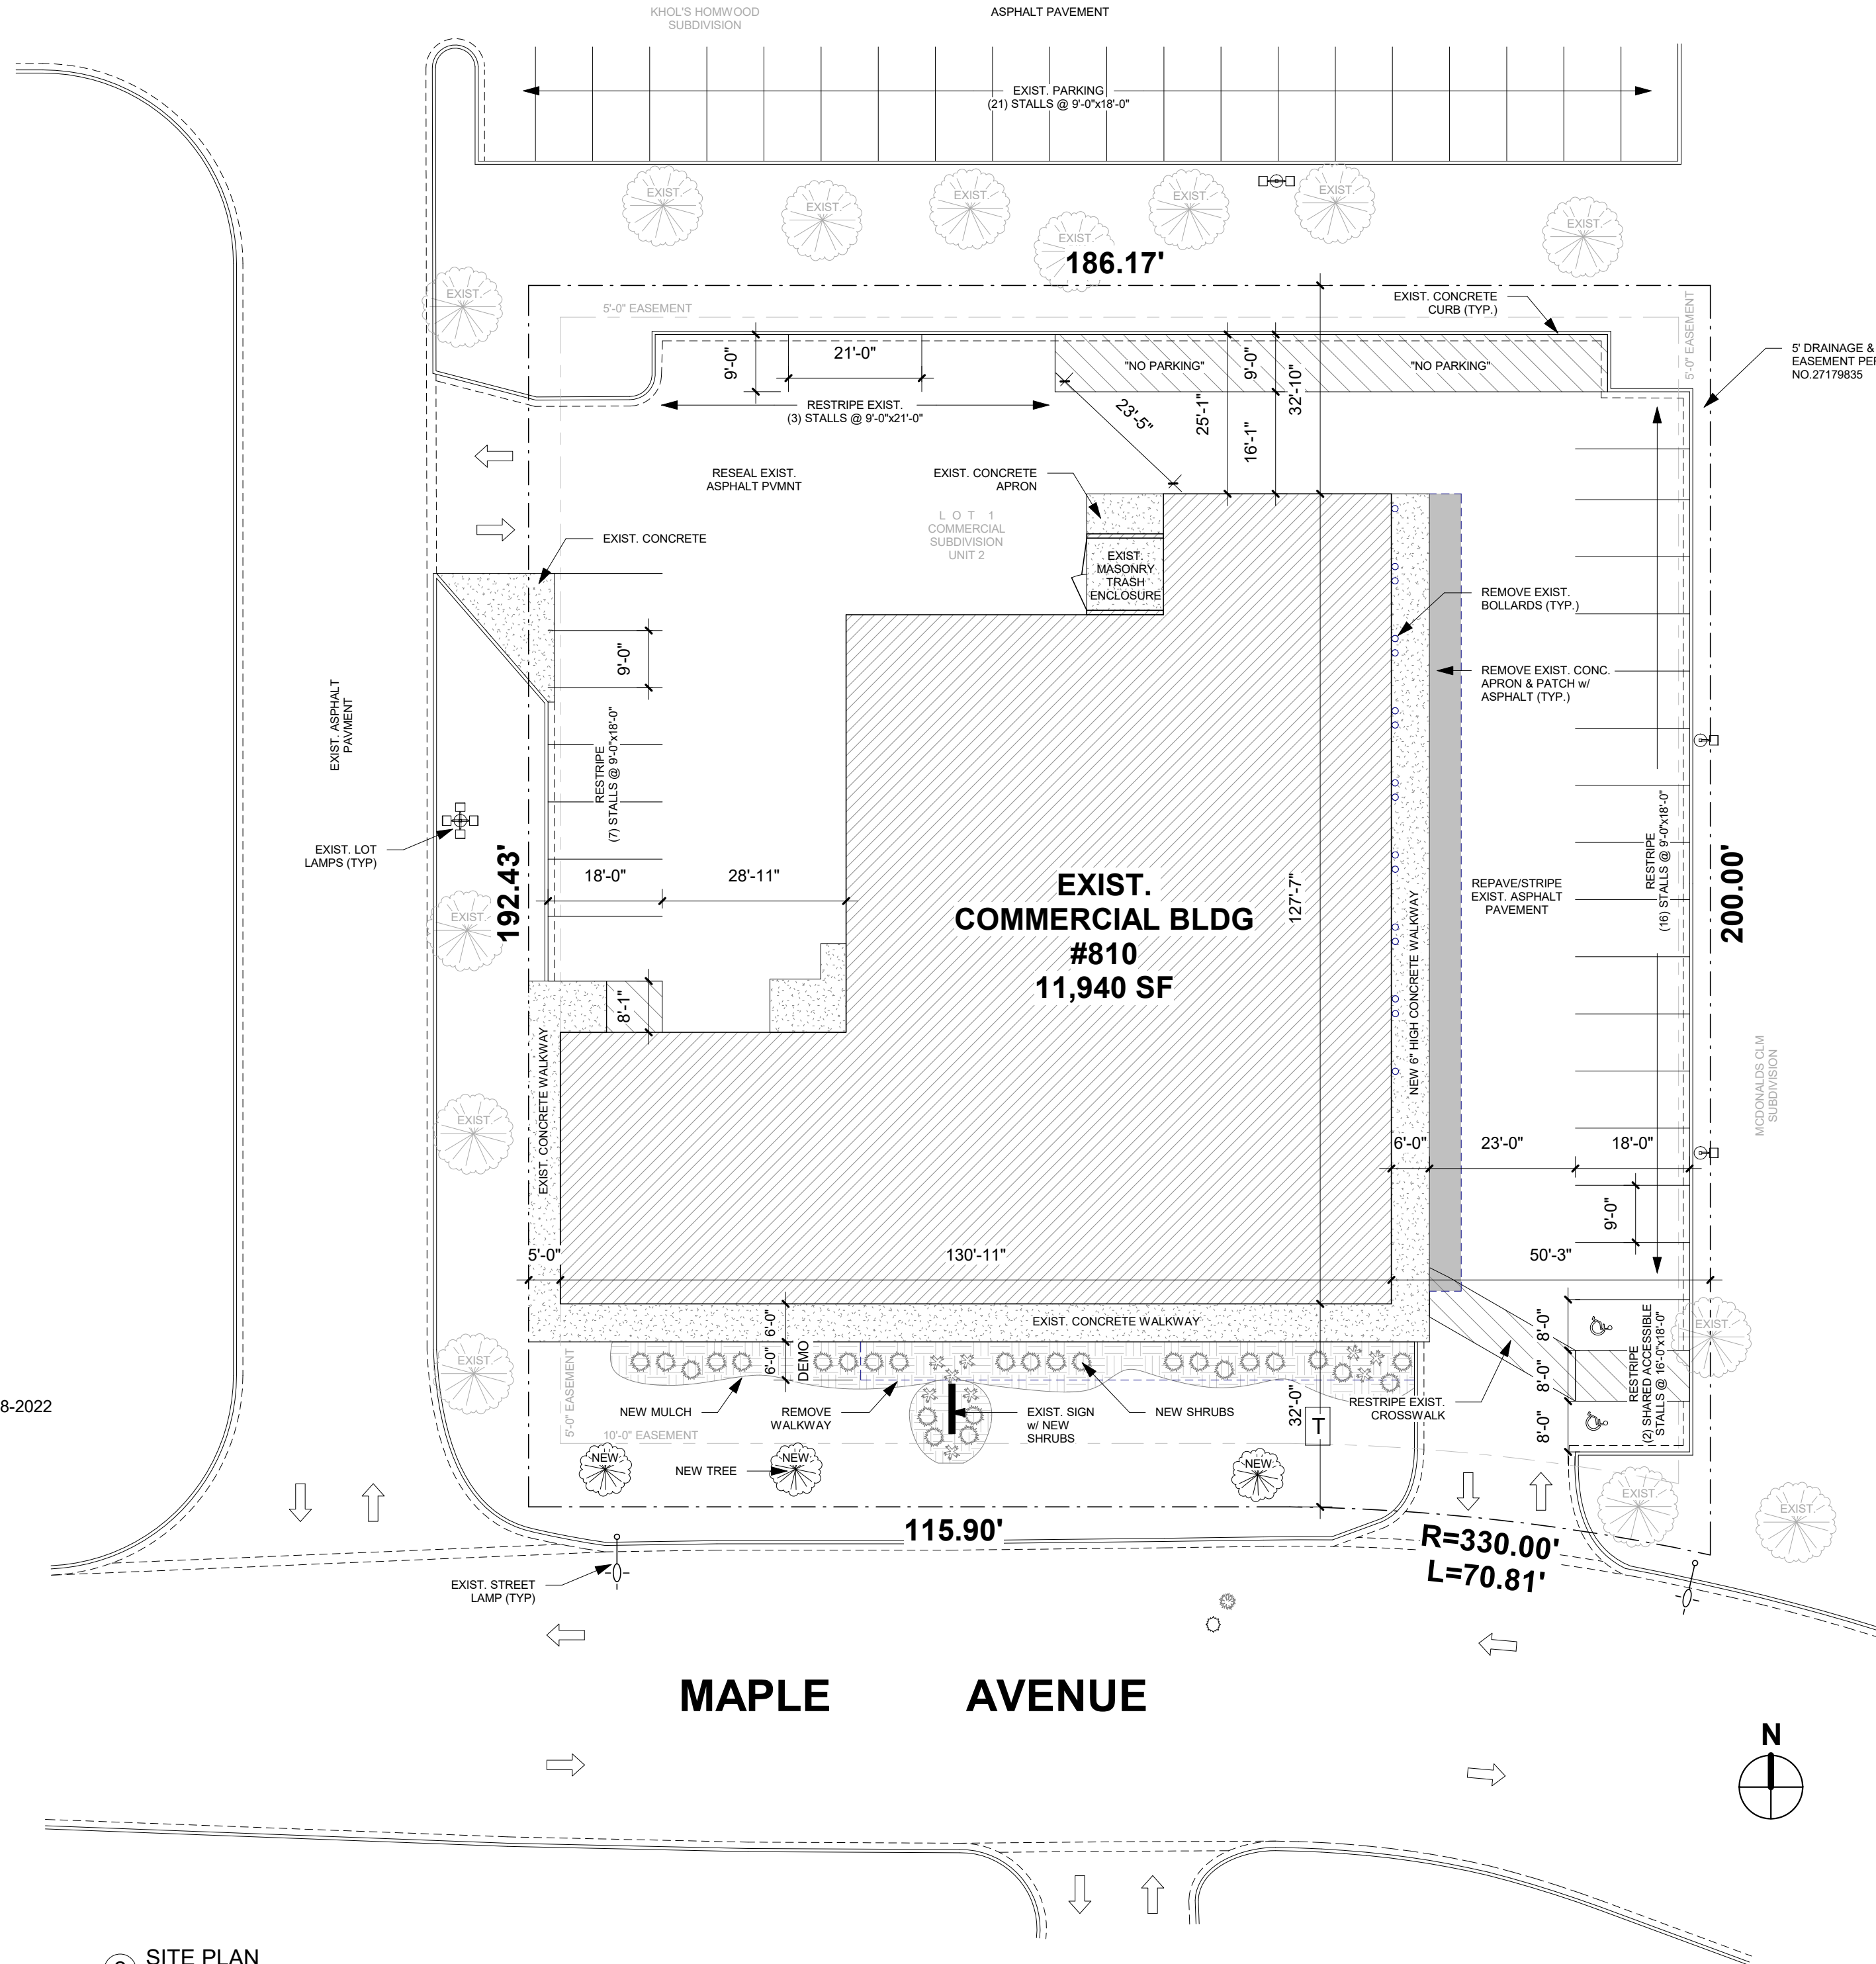 KHOL'S HOMWOOD
SUBDIVISION
ASPHALT PAVEMENT
EXIST. PARKING
(21) STALLS @ 9'-0"x18'-0"
EXIST.
EXIST.
EXIST.
EXIST.
EXIST.
EXIST.
EXIST.
EXIST.
186.17'
5'-0" EASEMENT
EXIST. CONCRETE
CURB (TYP.)
5'-0" EASEMENT
5' DRAINAGE &
EASEMENT PER
NO.27179835
9'-0"
21'-0"
"NO PARKING"
9'-0"
"NO PARKING"
32'-10"
RESTRIPE EXIST.
(3) STALLS @ 9'-0"x21'-0"
23'-5"
25'-1"
16'-1"
RESEAL EXIST.
ASPHALT PVMNT
EXIST. CONCRETE
APRON
LOT 1
COMMERCIAL
SUBDIVISION
UNIT 2
EXIST. CONCRETE
EXIST.
MASONRY
TRASH
ENCLOSURE
REMOVE EXIST.
BOLLARDS (TYP.)
9'-0"
REMOVE EXIST. CONC.
APRON & PATCH w/
ASPHALT (TYP.)
EXIST. ASPHALT
PAVMENT
RESTRIPE
(7) STALLS @ 9'-0"x18'-0"
EXIST. LOT
LAMPS (TYP)
192.43'
18'-0"
28'-11"
EXIST.
COMMERCIAL BLDG
#810
11,940 SF
127'-7"
NEW 6" HIGH CONCRETE WALKWAY
REPAVE/STRIPE
EXIST. ASPHALT
PAVEMENT
RESTRIPE
(16) STALLS @ 9'-0"x18'-0"
200.00'
EXIST.
8'-1"
EXIST. CONCRETE WALKWAY
MCDONALDS CLM
SUBDIVISION
EXIST.
6'-0"
23'-0"
18'-0"
9'-0"
5'-0"
130'-11"
50'-3"
6'-0"
EXIST. CONCRETE WALKWAY
8'-0"
EXIST.
EXIST.
6'-0"
DEMO
8'-0"
RESTRIPE
(2) SHARED ACCESSIBLE
STALLS @ 16'-0"x18'-0"
5'-0" EASEMENT
NEW MULCH
REMOVE
WALKWAY
EXIST. SIGN
w/ NEW
SHRUBS
NEW SHRUBS
32'-0"
T
RESTRIPE EXIST.
CROSSWALK
8'-0"
8-2022
10'-0" EASEMENT
NEW
NEW TREE
NEW
NEW
EXIST.
EXIST.
115.90'
R=330.00'
L=70.81'
EXIST. STREET
LAMP (TYP)
MAPLE AVENUE
N
SITE PLAN